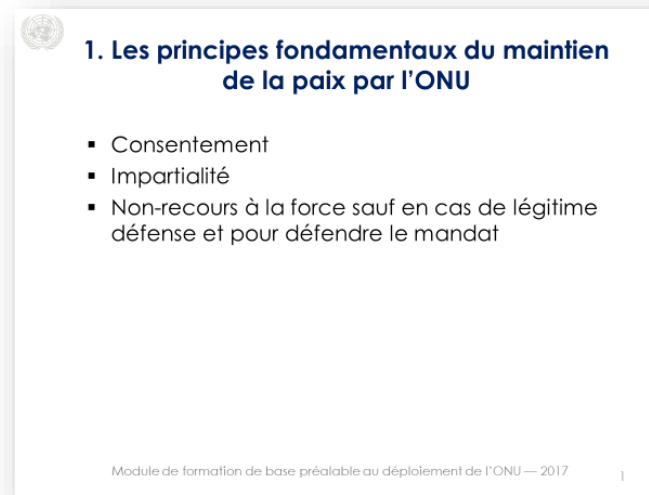 1. Les principes fondamentaux du maintien
de la paix par l'ONU
▪ Consentement
▪ Impartialité
▪ Non-recours à la force sauf en cas de légitime
défense et pour défendre le mandat
Module de formation de base préalable au déploiement de l'ONU — 2017
1